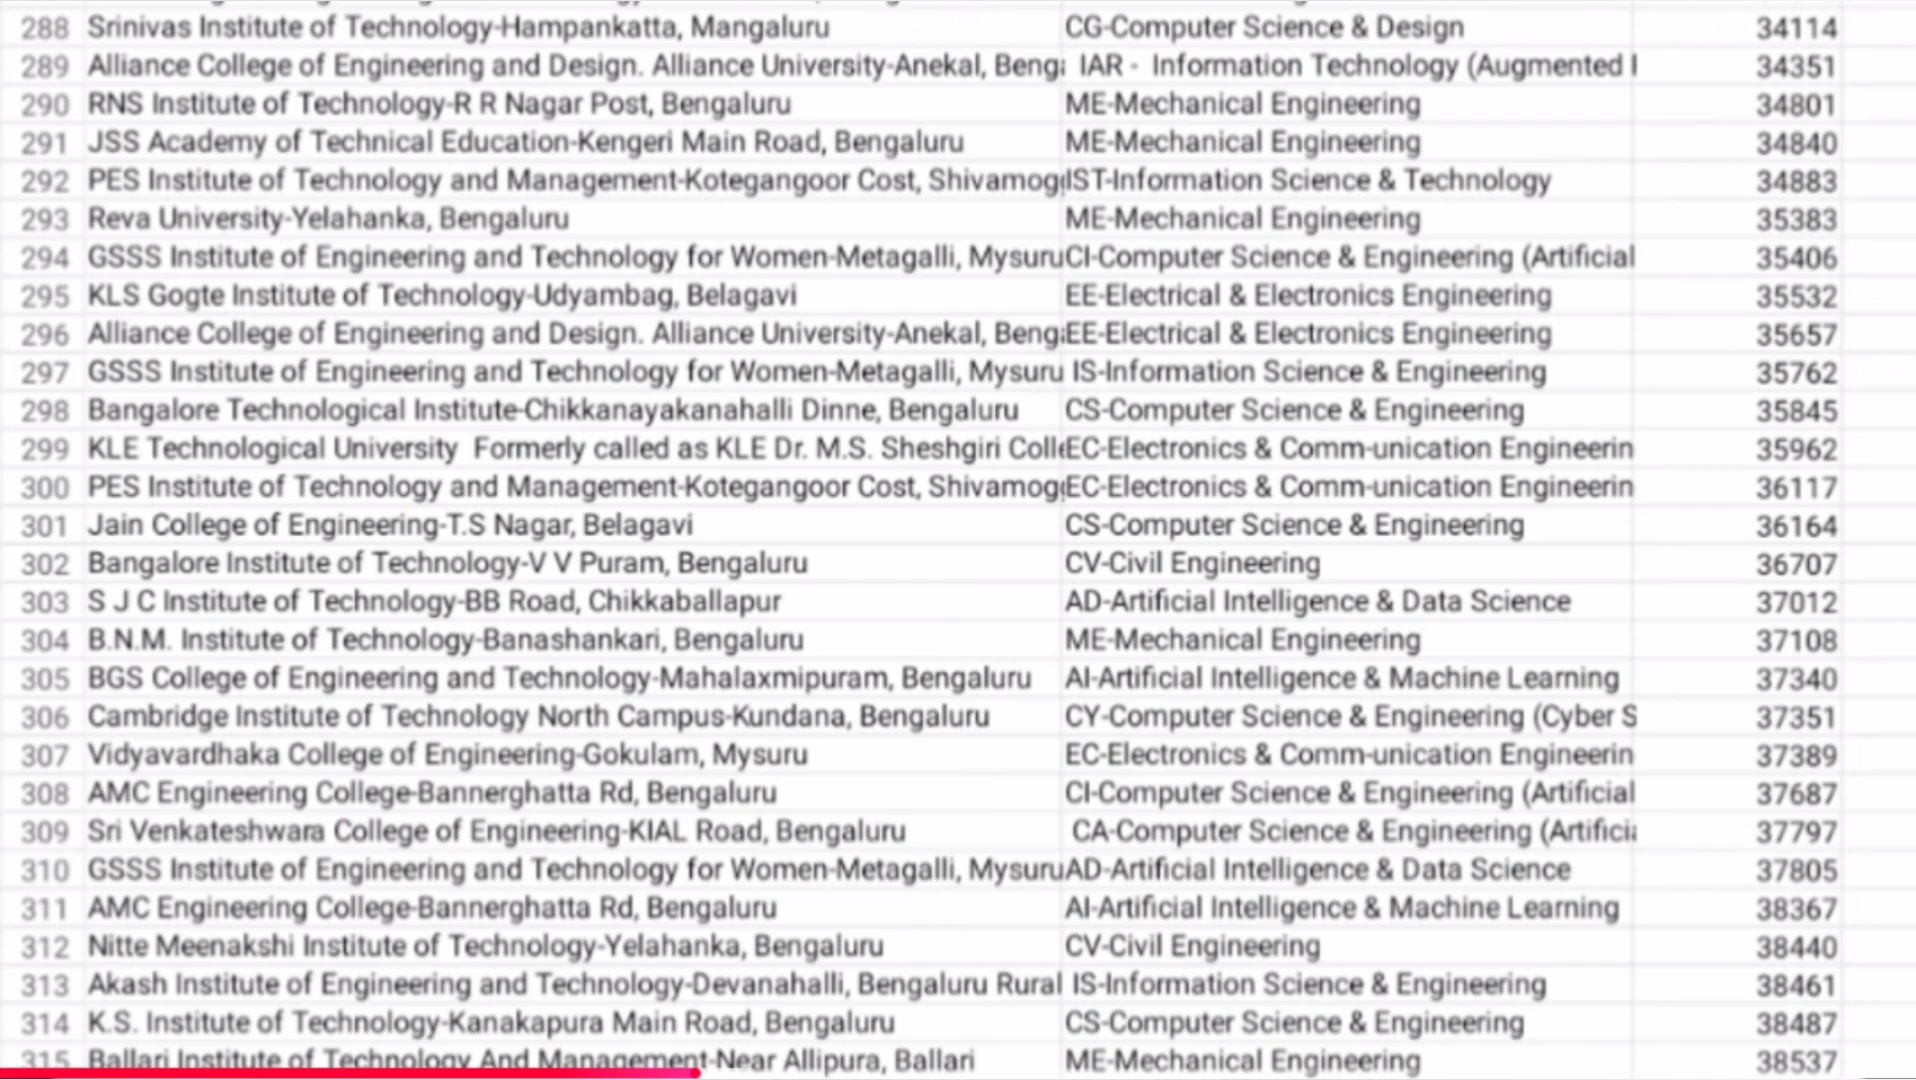 288 Srinivas Institute of Technology-Hampankatta, Mangaluru CG-Computer Science & Design 34114
289 Alliance College of Engineering and Design. Alliance University-Anekal, Beng IAR - Information Technology (Augmented 34351
290 RNS Institute of Technology-R R Nagar Post, Bengaluru ME-Mechanical Engineering 34801
291 JSS Academy of Technical Education-Kengeri Main Road, Bengaluru ME-Mechanical Engineering 34840
292 PES Institute of Technology and Management-Kotegangoor Cost, Shivamog IST-Information Science & Technology 34883
293 Reva University-Yelahanka, Bengaluru ME-Mechanical Engineering 35383
294 GSSS Institute of Engineering and Technology for Women-Metagalli, Mysuru CI-Computer Science & Engineering (Artificial 35406
295 KLS Gogte Institute of Technology-Udyambag, Belagavi EE-Electrical & Electronics Engineering 35532
296 Alliance College of Engineering and Design. Alliance University-Anekal, Beng EE-Electrical & Electronics Engineering 35657
297 GSSS Institute of Engineering and Technology for Women-Metagalli, Mysuru IS-Information Science & Engineering 35762
298 Bangalore Technological Institute-Chikkanayakanahalli Dinne, Bengaluru CS-Computer Science & Engineering 35845
299 KLE Technological University Formerly called as KLE Dr. M.S. Sheshgiri Colle EC-Electronics & Comm-unication Engineerin 35962
300 PES Institute of Technology and Management-Kotegangoor Cost, Shivamog EC-Electronics & Comm-unication Engineerin 36117
301 Jain College of Engineering-T.S Nagar, Belagavi CS-Computer Science & Engineering 36164
302 Bangalore Institute of Technology-V V Puram, Bengaluru CV-Civil Engineering 36707
303 S J C Institute of Technology-BB Road, Chikkaballapur AD-Artificial Intelligence & Data Science 37012
304 B.N.M. Institute of Technology-Banashankari, Bengaluru ME-Mechanical Engineering 37108
305 BGS College of Engineering and Technology-Mahalaxmipuram, Bengaluru AI-Artificial Intelligence & Machine Learning 37340
306 Cambridge Institute of Technology North Campus-Kundana, Bengaluru CY-Computer Science & Engineering (Cyber S 37351
307 Vidyavardhaka College of Engineering-Gokulam, Mysuru EC-Electronics & Comm-unication Engineerin 37389
308 AMC Engineering College-Bannerghatta Rd, Bengaluru CI-Computer Science & Engineering (Artificial 37687
309 Sri Venkateshwara College of Engineering-KIAL Road, Bengaluru CA-Computer Science & Engineering (Artificia 37797
310 GSSS Institute of Engineering and Technology for Women-Metagalli, Mysuru AD-Artificial Intelligence & Data Science 37805
311 AMC Engineering College-Bannerghatta Rd, Bengaluru AI-Artificial Intelligence & Machine Learning 38367
312 Nitte Meenakshi Institute of Technology-Yelahanka, Bengaluru CV-Civil Engineering 38440
313 Akash Institute of Engineering and Technology-Devanahalli, Bengaluru Rural IS-Information Science & Engineering 38461
314 K.S. Institute of Technology-Kanakapura Main Road, Bengaluru CS-Computer Science & Engineering 38487
315 Ballari Institute of Technology And Management-Near Allipura, Ballari ME-Mechanical Engineering 38537